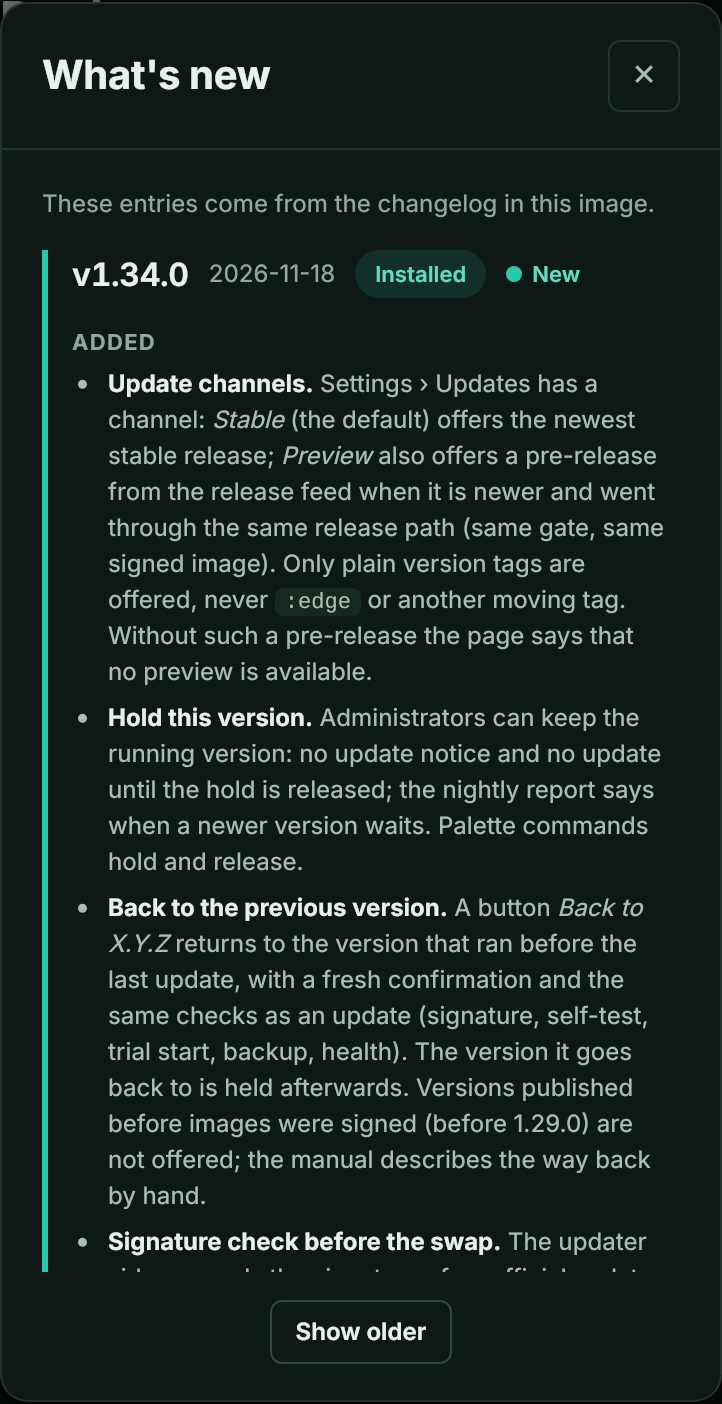 What's new
These entries come from the changelog in this image.
v1.34.0 2026-11-18 Installed New
ADDED
Update channels. Settings › Updates has a
channel: Stable (the default) offers the newest
stable release; Preview also offers a pre-release
from the release feed when it is newer and went
through the same release path (same gate, same
signed image). Only plain version tags are
offered, never :edge or another moving tag.
Without such a pre-release the page says that
no preview is available.
Hold this version. Administrators can keep the
running version: no update notice and no update
until the hold is released; the nightly report says
when a newer version waits. Palette commands
hold and release.
Back to the previous version. A button Back to
X.Y.Z returns to the version that ran before the
last update, with a fresh confirmation and the
same checks as an update (signature, self-test,
trial start, backup, health). The version it goes
back to is held afterwards. Versions published
before images were signed (before 1.29.0) are
not offered; the manual describes the way back
by hand.
Signature check before the swap. The updater
Show older